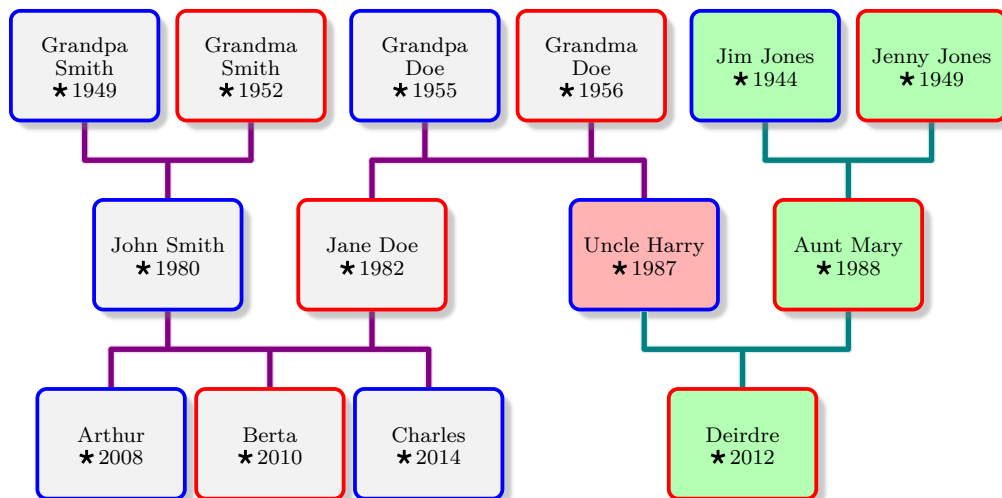 Grandpa
Smith
★ 1949
Grandma
Smith
★ 1952
Grandpa
Doe
★ 1955
Grandma
Doe
★ 1956
Jim Jones
★ 1944
Jenny Jones
★ 1949
John Smith
★ 1980
Jane Doe
★ 1982
Uncle Harry
★ 1987
Aunt Mary
★ 1988
Arthur
★ 2008
Berta
★ 2010
Charles
★ 2014
Deirdre
★ 2012